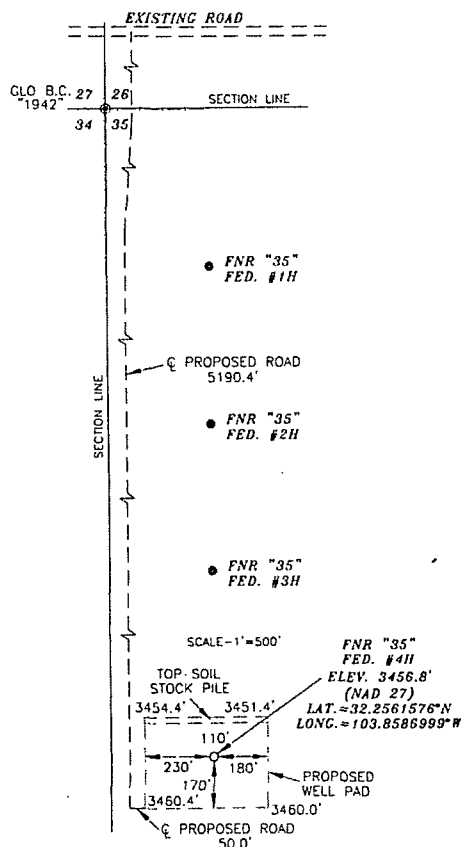 EXISTING ROAD
GLO B.C.
"1942"
27 26
34 35
SECTION LINE
FNR "35"
FED. #1H
℄ PROPOSED ROAD
5190.4'
SECTION LINE
FNR "35"
FED. #2H
FNR "35"
FED. #3H
SCALE-1'=500'
FNR "35"
FED. #4H
ELEV. 3456.8'
(NAD 27)
LAT.=32.2561576°N
LONG.=103.8586999°W
TOP-SOIL
STOCK PILE
3454.4' 3451.4'
110'
230' 180'
170'
PROPOSED
WELL PAD
3460.4' 3460.0'
℄ PROPOSED ROAD
50.0'